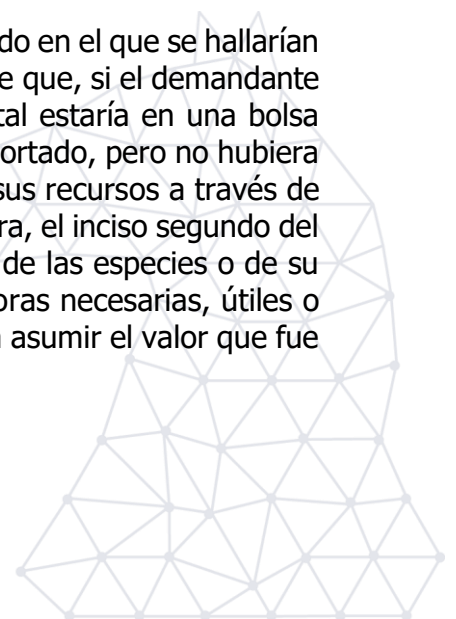 do en el que se hallarían
e que, si el demandante
tal estaría en una bolsa
ortado, pero no hubiera
sus recursos a través de
ra, el inciso segundo del
de las especies o de su
oras necesarias, útiles o
asumir el valor que fue